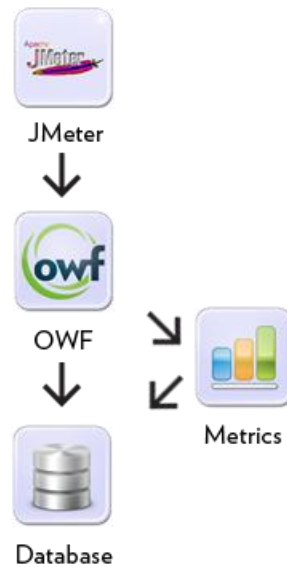 Apache
JMeter
JMeter
owf
OWF
Metrics
Database